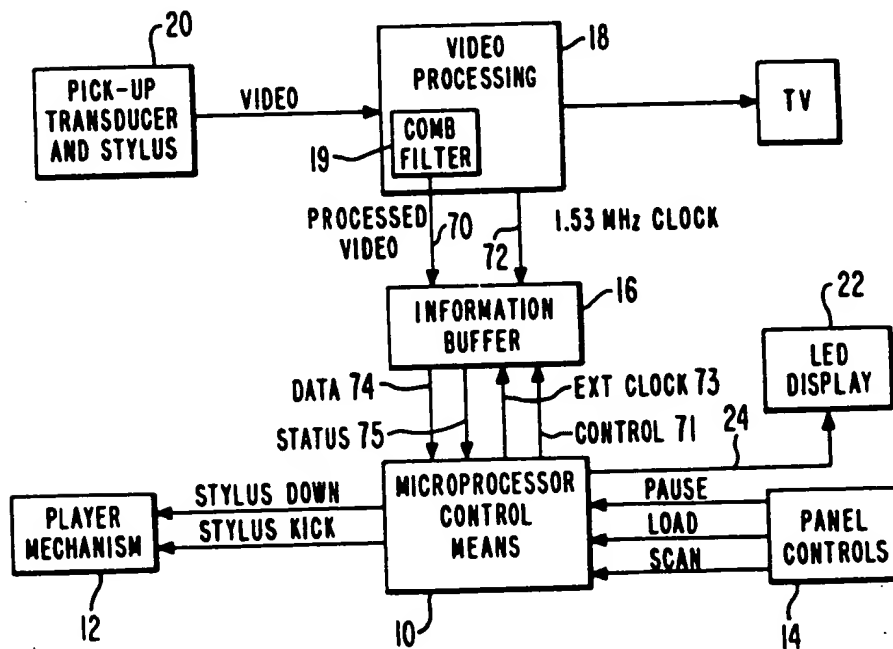 20
PICK-UP
TRANSDUCER
AND STYLUS
VIDEO
VIDEO
PROCESSING
18
19
COMB
FILTER
TV
PROCESSED
VIDEO
70
72
1.53 MHz CLOCK
INFORMATION
BUFFER
16
22
LED
DISPLAY
DATA 74
STATUS 75
EXT CLOCK 73
CONTROL 71
24
PLAYER
MECHANISM
12
STYLUS DOWN
STYLUS KICK
MICROPROCESSOR
CONTROL
MEANS
10
PAUSE
LOAD
SCAN
PANEL
CONTROLS
14